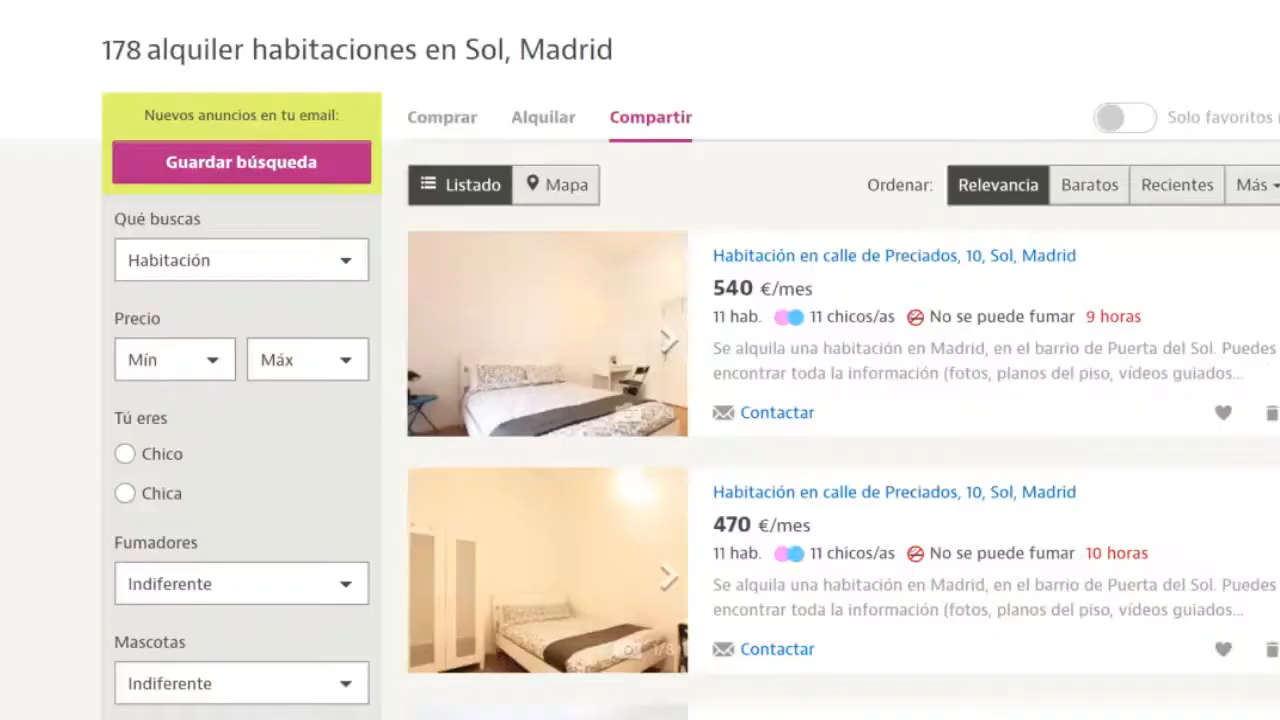 178 alquiler habitaciones en Sol, Madrid
Nuevos anuncios en tu email:
Guardar búsqueda
Qué buscas
Habitación
Precio
Mín
Máx
Tú eres
Chico
Chica
Fumadores
Indiferente
Mascotas
Indiferente
Comprar Alquilar Compartir
Solo favoritos
Listado Mapa
Ordenar: Relevancia Baratos Recientes Más
Habitación en calle de Preciados, 10, Sol, Madrid
540 €/mes
11 hab. 11 chicos/as No se puede fumar 9 horas
Se alquila una habitación en Madrid, en el barrio de Puerta del Sol. Puedes
encontrar toda la información (fotos, planos del piso, vídeos guiados...
Contactar
1/8
Habitación en calle de Preciados, 10, Sol, Madrid
470 €/mes
11 hab. 11 chicos/as No se puede fumar 10 horas
Se alquila una habitación en Madrid, en el barrio de Puerta del Sol. Puedes
encontrar toda la información (fotos, planos del piso, vídeos guiados...
Contactar